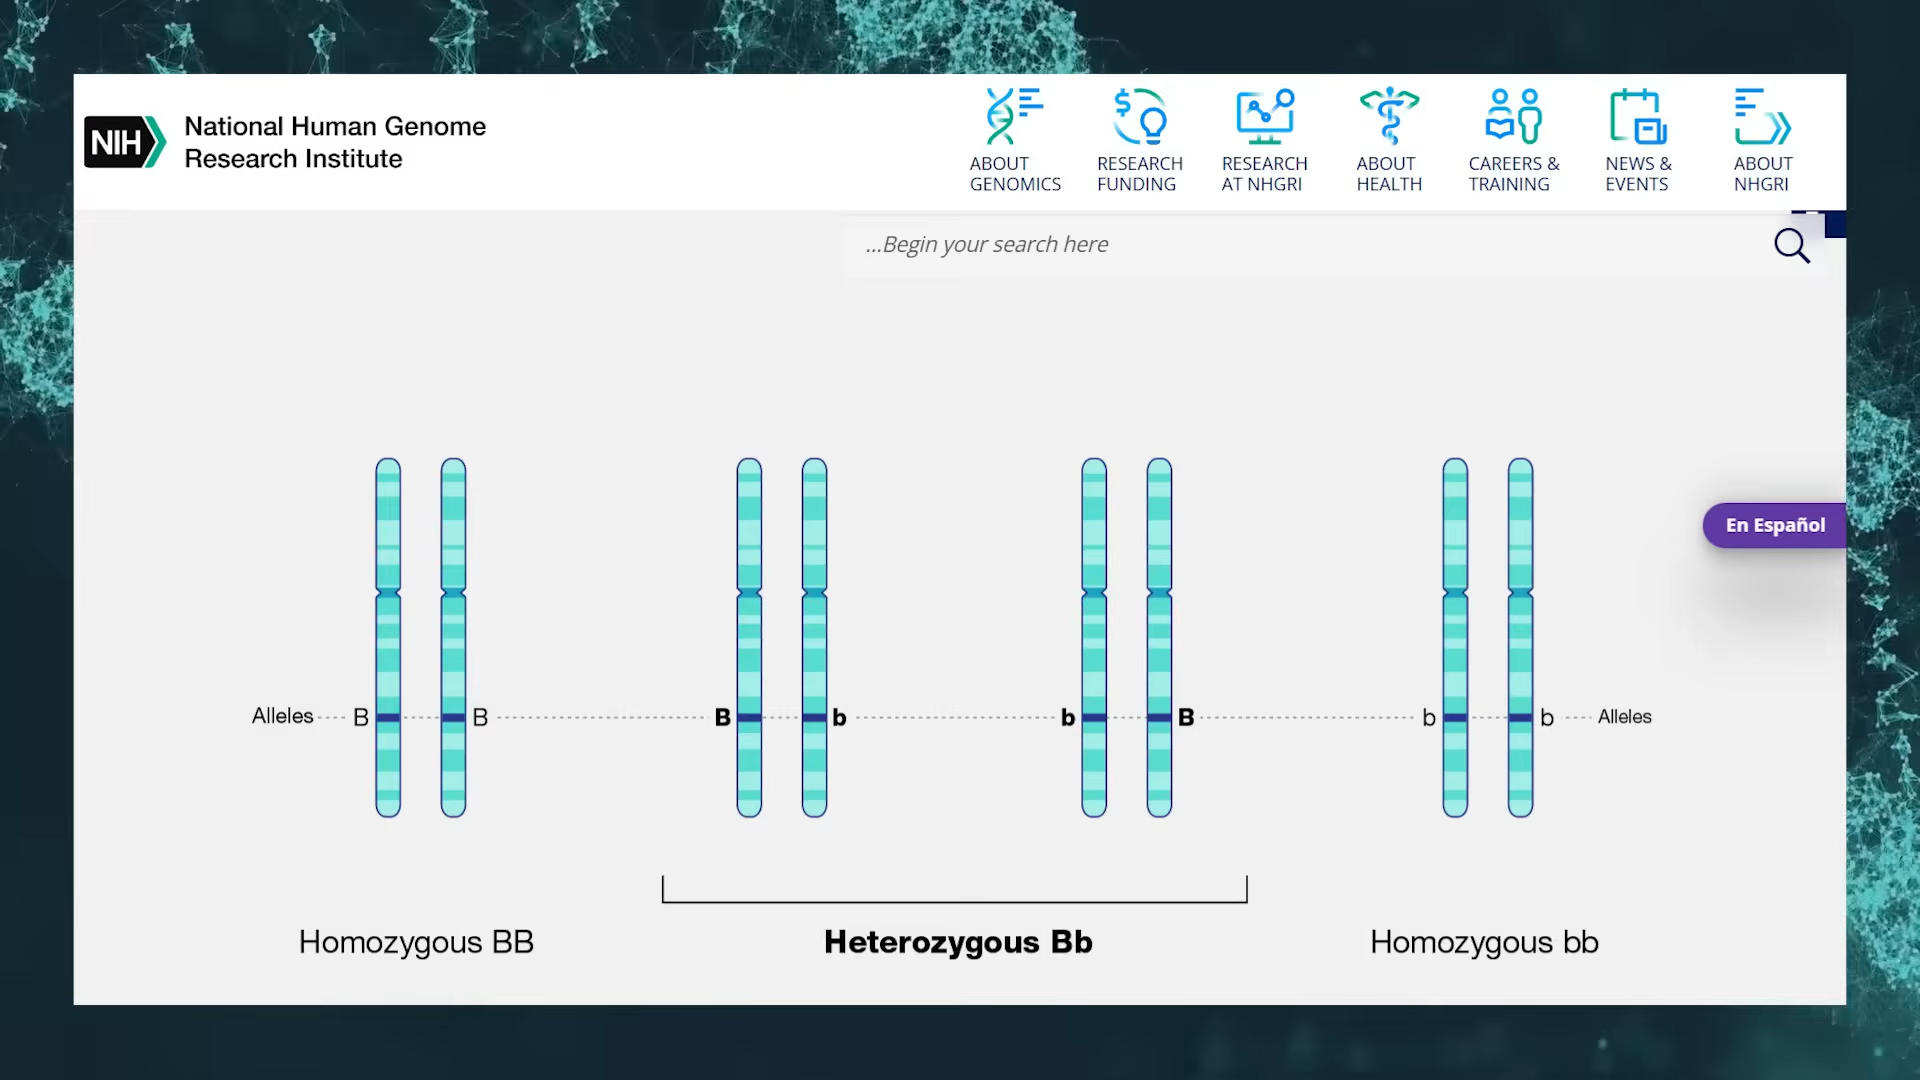 NIH
National Human Genome
Research Institute
ABOUT
GENOMICS
RESEARCH
FUNDING
RESEARCH
AT NHGRI
ABOUT
HEALTH
CAREERS &
TRAINING
NEWS &
EVENTS
ABOUT
NHGRI
...Begin your search here
En Español
Alleles B B B b b B b b Alleles
Homozygous BB
Heterozygous Bb
Homozygous bb